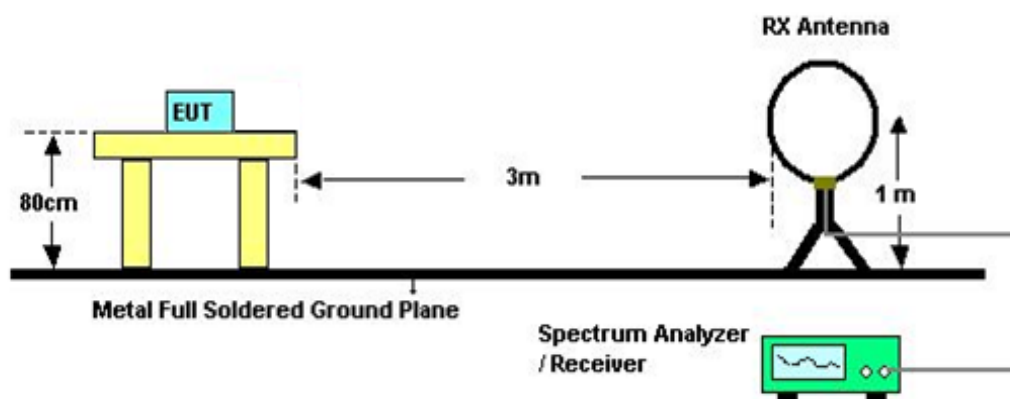 RX Antenna
EUT
80cm
3m
1 m
Metal Full Soldered Ground Plane
Spectrum Analyzer
/ Receiver